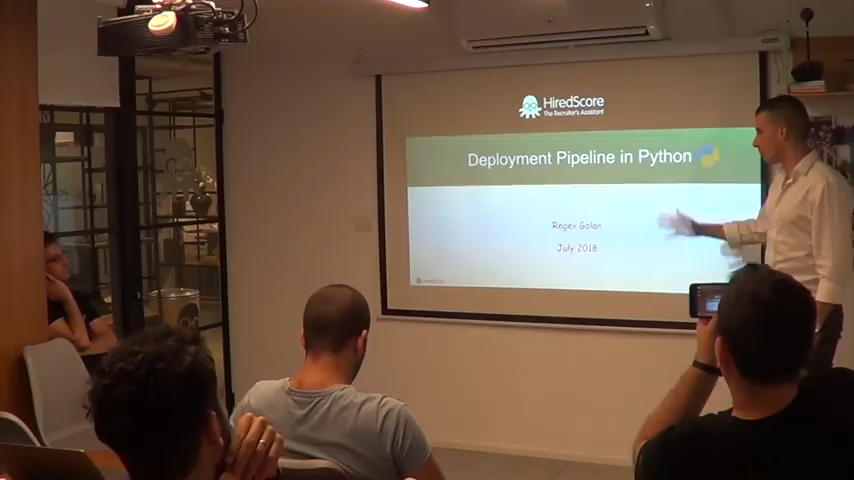 HiredScore
The Recruiter's Assistant
Deployment Pipeline in Python
Regev Golan
July 2018